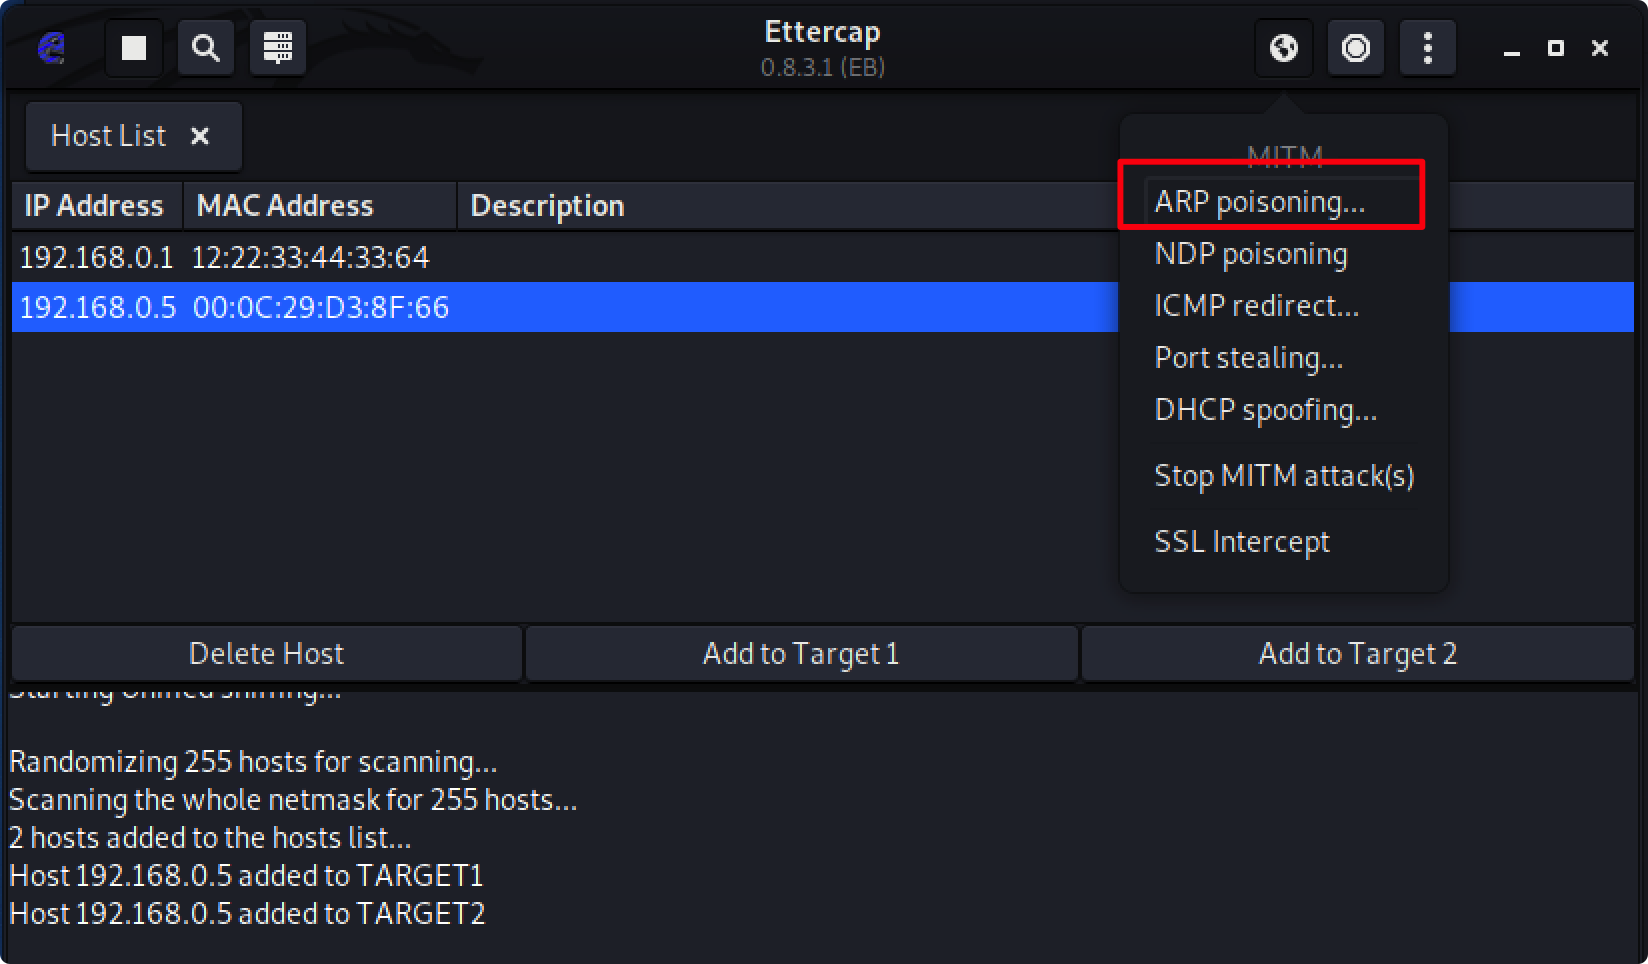 Ettercap
0.8.3.1 (EB)
Host List
MITM
ARP poisoning...
NDP poisoning
ICMP redirect...
Port stealing...
DHCP spoofing...
Stop MITM attack(s)
SSL Intercept
IP Address MAC Address Description
192.168.0.1 12:22:33:44:33:64
192.168.0.5 00:0C:29:D3:8F:66
Delete Host Add to Target 1 Add to Target 2
Starting Unified sniffing...
Randomizing 255 hosts for scanning...
Scanning the whole netmask for 255 hosts...
2 hosts added to the hosts list...
Host 192.168.0.5 added to TARGET1
Host 192.168.0.5 added to TARGET2